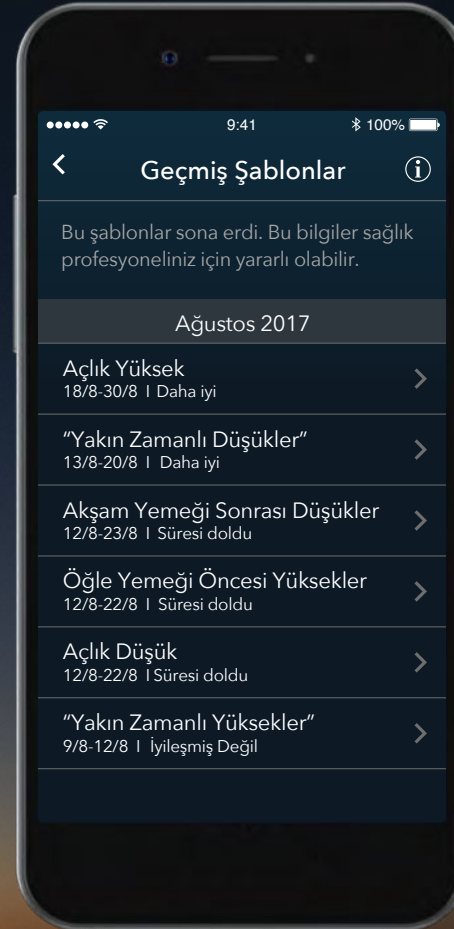 9:41
100%
Geçmiş Şablonlar
Bu şablonlar sona erdi. Bu bilgiler sağlık
profesyoneliniz için yararlı olabilir.
Ağustos 2017
Açlık Yüksek
18/8-30/8 I Daha iyi
“Yakın Zamanlı Düşükler”
13/8-20/8 I Daha iyi
Akşam Yemeği Sonrası Düşükler
12/8-23/8 I Süresi doldu
Öğle Yemeği Öncesi Yüksekler
12/8-22/8 I Süresi doldu
Açlık Düşük
12/8-22/8 I Süresi doldu
“Yakın Zamanlı Yüksekler”
9/8-12/8 I İyileşmiş Değil